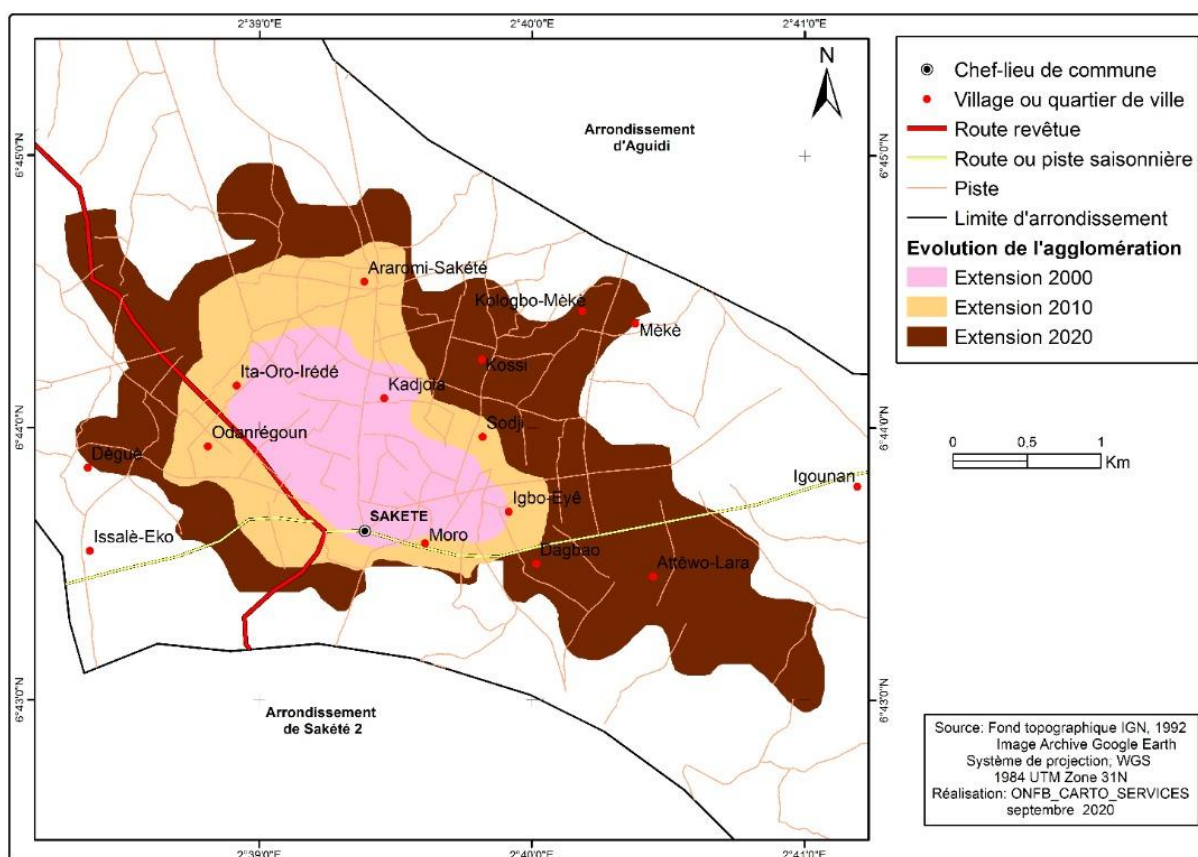 2°39'0"E
2°40'0"E
2°41'0"E
N
Arrondissement
d'Aguidi
6°45'0"N
6°45'0"N
Araromi-Sakété
Kologbo-Mèkè
Mèkè
Kossi
Ita-Oro-Irédé
Kadjola
6°44'0"N
6°44'0"N
Odanrégoun
Sodji
Dèguè
Igounan
Igbo-Eyê
SAKETE
Issalè-Eko
Moro
Dagbao
Attêwo-Lara
6°43'0"N
6°43'0"N
Arrondissement
de Sakété 2
2°39'0"E
2°40'0"E
2°41'0"E
Chef-lieu de commune
Village ou quartier de ville
Route revêtue
Route ou piste saisonnière
Piste
Limite d'arrondissement
Evolution de l'agglomération
Extension 2000
Extension 2010
Extension 2020
0 0.5 1
Km
Source: Fond topographique IGN, 1992
Image Archive Google Earth
Système de projection; WGS
1984 UTM Zone 31N
Réalisation: ONFB_CARTO_SERVICES
septembre 2020